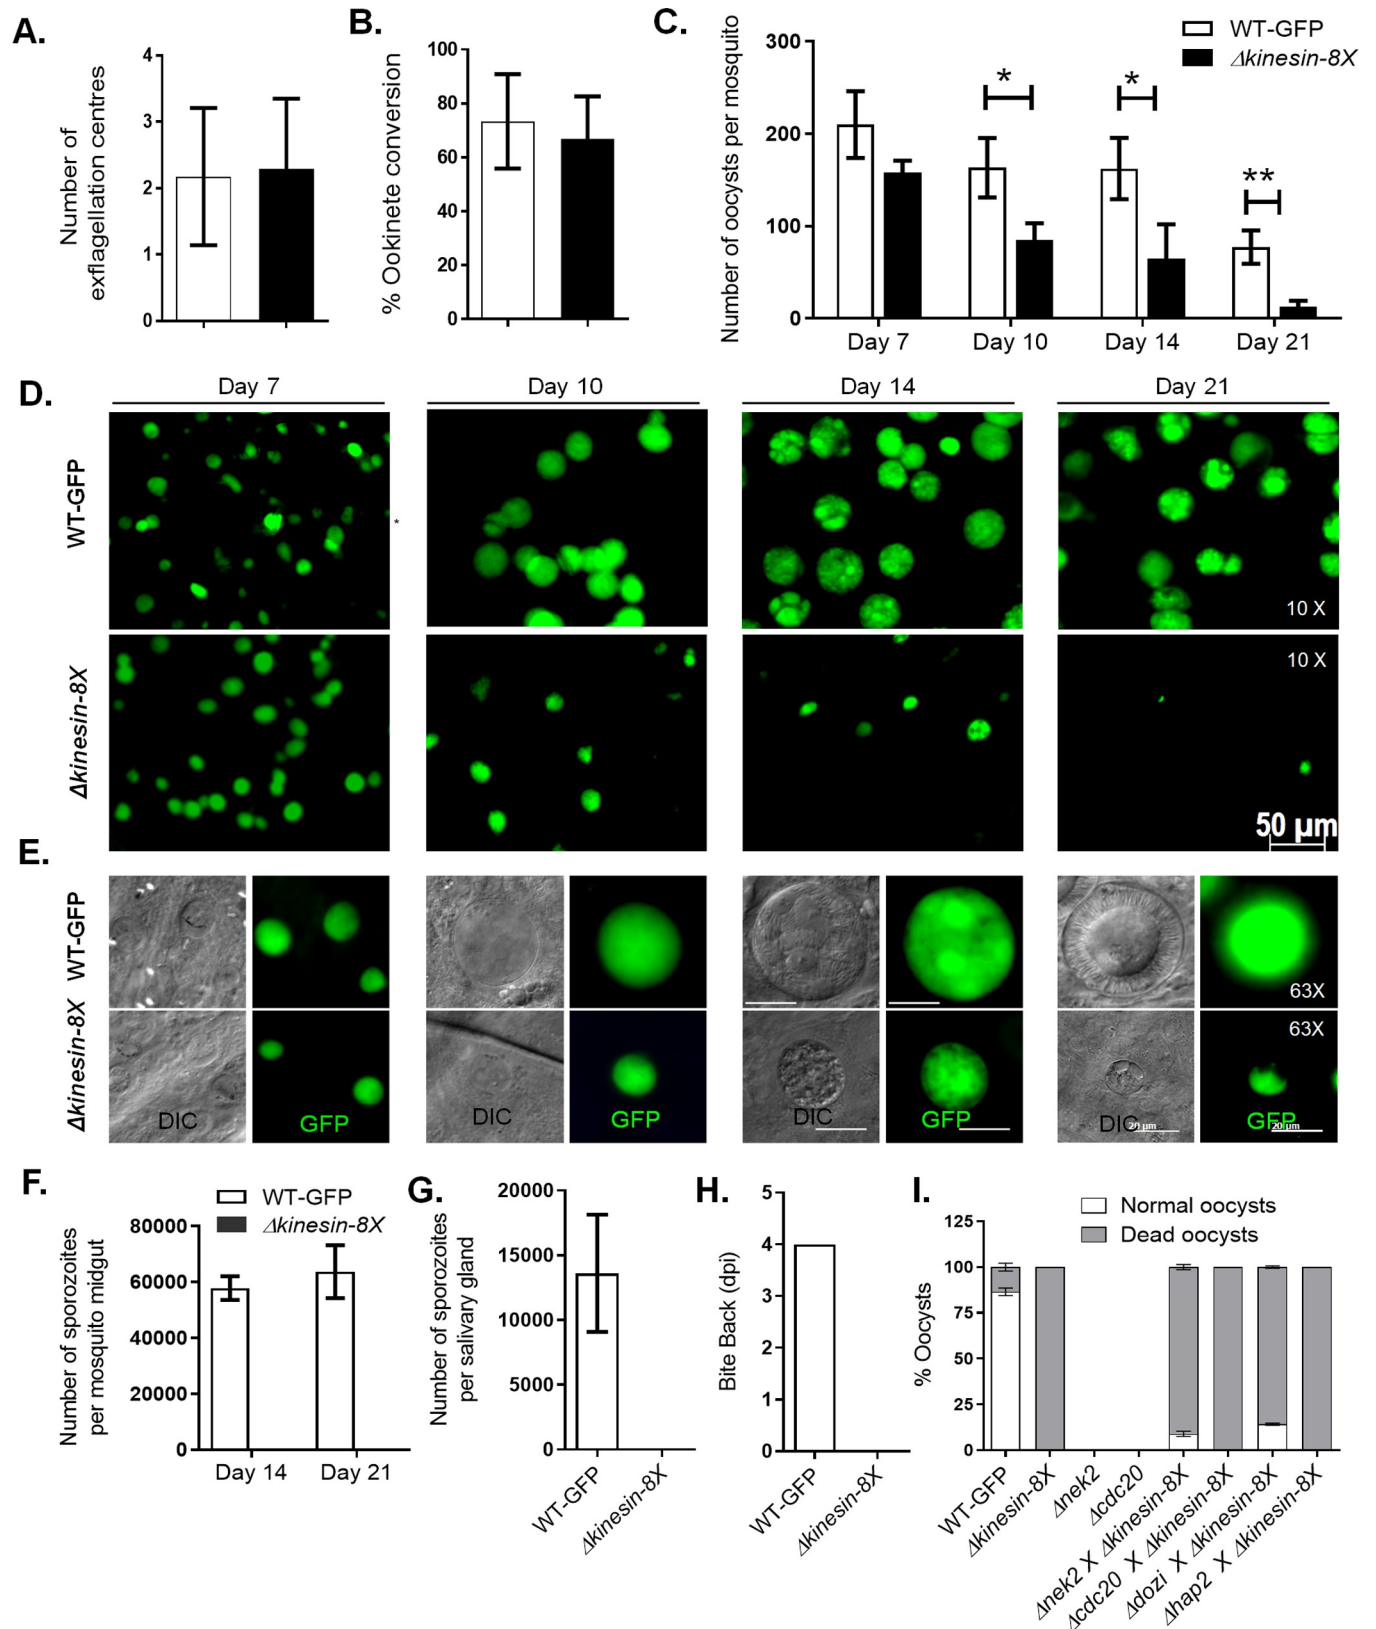 A.
Number of
exflagellation centres
4
3
2
1
0
B.
% Ookinete conversion
100
80
60
40
20
0
C.
Number of oocysts per mosquito
300
200
100
0
WT-GFP
Δkinesin-8X
*
*
**
Day 7
Day 10
Day 14
Day 21
D.
Day 7
Day 10
Day 14
Day 21
WT-GFP
*
10 X
Δkinesin-8X
10 X
50 µm
E.
WT-GFP
63X
Δkinesin-8X
63X
DIC
GFP
DIC
GFP
DIC
GFP
DIC
20 µm
GFP
20 µm
F.
WT-GFP
Δkinesin-8X
Number of sporozoites
per mosquito midgut
80000
60000
40000
20000
0
Day 14
Day 21
G.
Number of sporozoites
per salivary gland
20000
15000
10000
5000
0
WT-GFP
Δkinesin-8X
H.
Bite Back (dpi)
5
4
3
2
1
0
WT-GFP
Δkinesin-8X
I.
Normal oocysts
Dead oocysts
% Oocysts
125
100
75
50
25
0
WT-GFP
Δkinesin-8X
Δnek2
Δcdc20
Δnek2 X Δkinesin-8X
Δcdc20 X Δkinesin-8X
Δdozi X Δkinesin-8X
Δhap2 X Δkinesin-8X